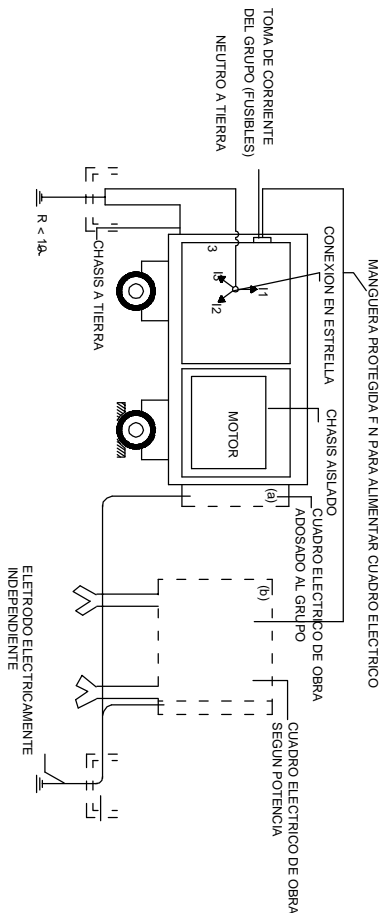 TOMA DE CORRIENTE
DEL GRUPO (FUSIBLES)
NEUTRO A TIERRA
MANGUERA PROTEGIDA F N PARA ALIMENTAR CUADRO ELECTRICO
CONEXION EN ESTRELLA
CHASIS AISLADO
CUADRO ELECTRICO DE OBRA
ADOSADO AL GRUPO
CUADRO ELECTRICO DE OBRA
SEGUN POTENCIA
3
I1
I3
I2
MOTOR
(a)
(b)
CHASIS A TIERRA
ELETRODO ELECTRICAMENTE
INDEPENDIENTE